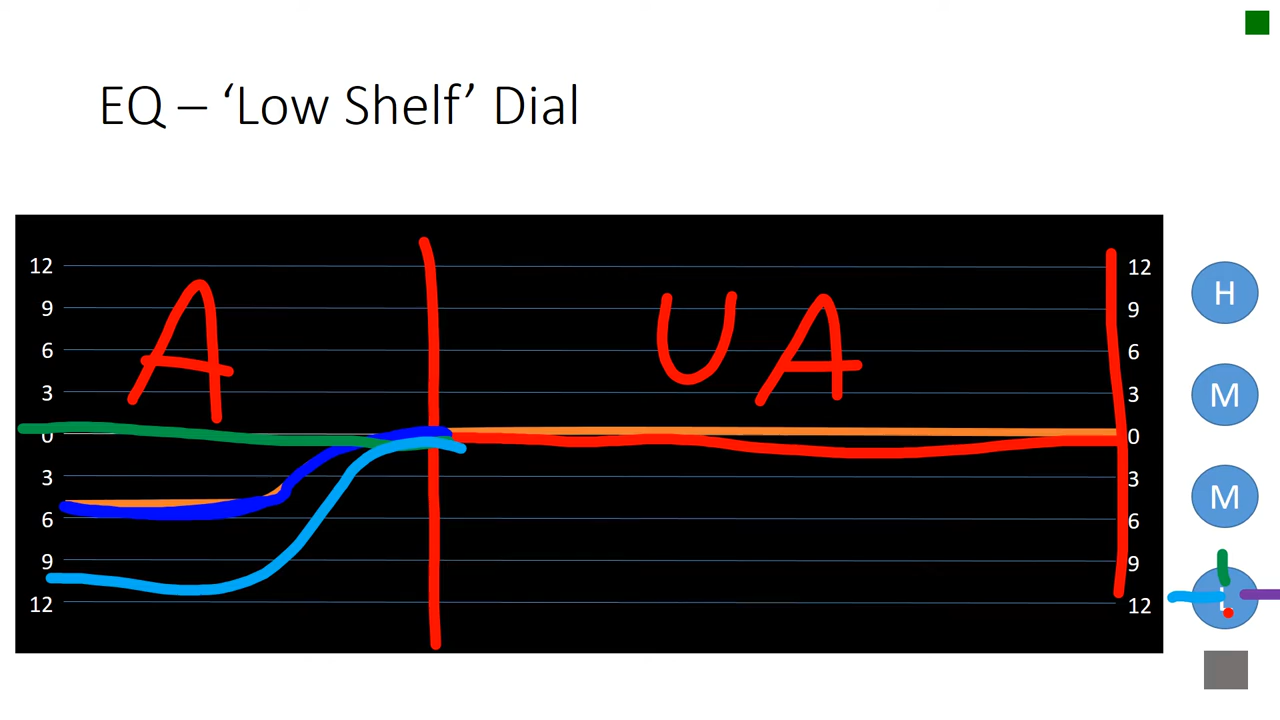 EQ – ‘Low Shelf’ Dial
A
UA
12 12
9 9
6 6
3 3
0 0
3 3
6 6
9 9
12 12
H
M
M
L